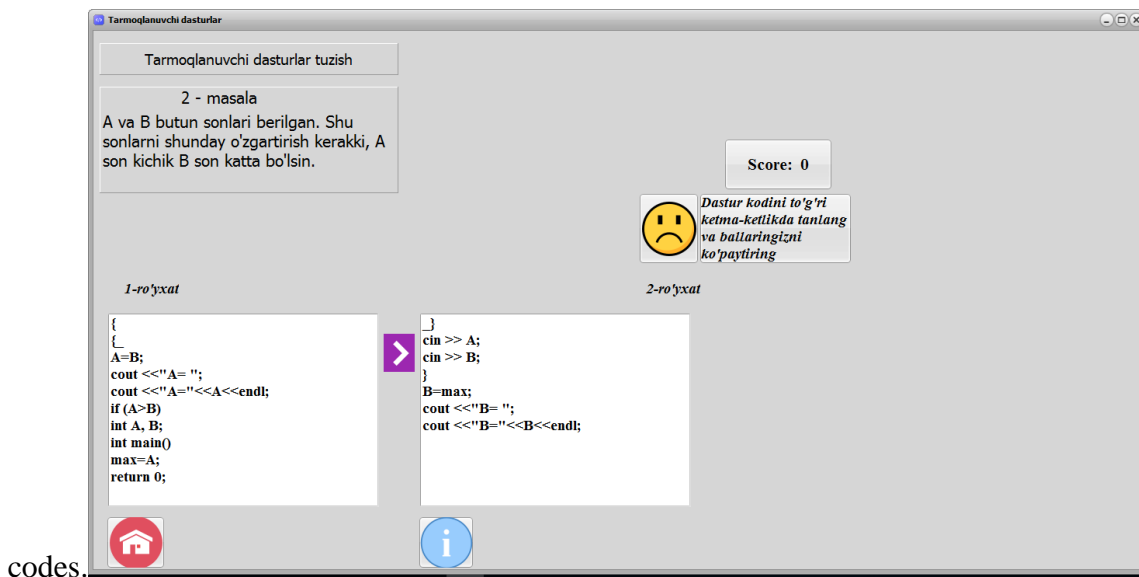 Tarmoqlanuvchi dasturlar
Tarmoqlanuvchi dasturlar tuzish
2 - masala
A va B butun sonlari berilgan. Shu
sonlarni shunday o'zgartirish kerakki, A
son kichik B son katta bo'lsin.
Score: 0
Dastur kodini to'g'ri
ketma-ketlikda tanlang
va ballaringizni
ko'paytiring
1-ro'yxat
2-ro'yxat
{
{_
A=B;
cout <<"A= ";
cout <<"A="<<A<<endl;
if (A>B)
int A, B;
int main()
max=A;
return 0;
_}
cin >> A;
cin >> B;
}
B=max;
cout <<"B= ";
cout <<"B="<<B<<endl;
codes.